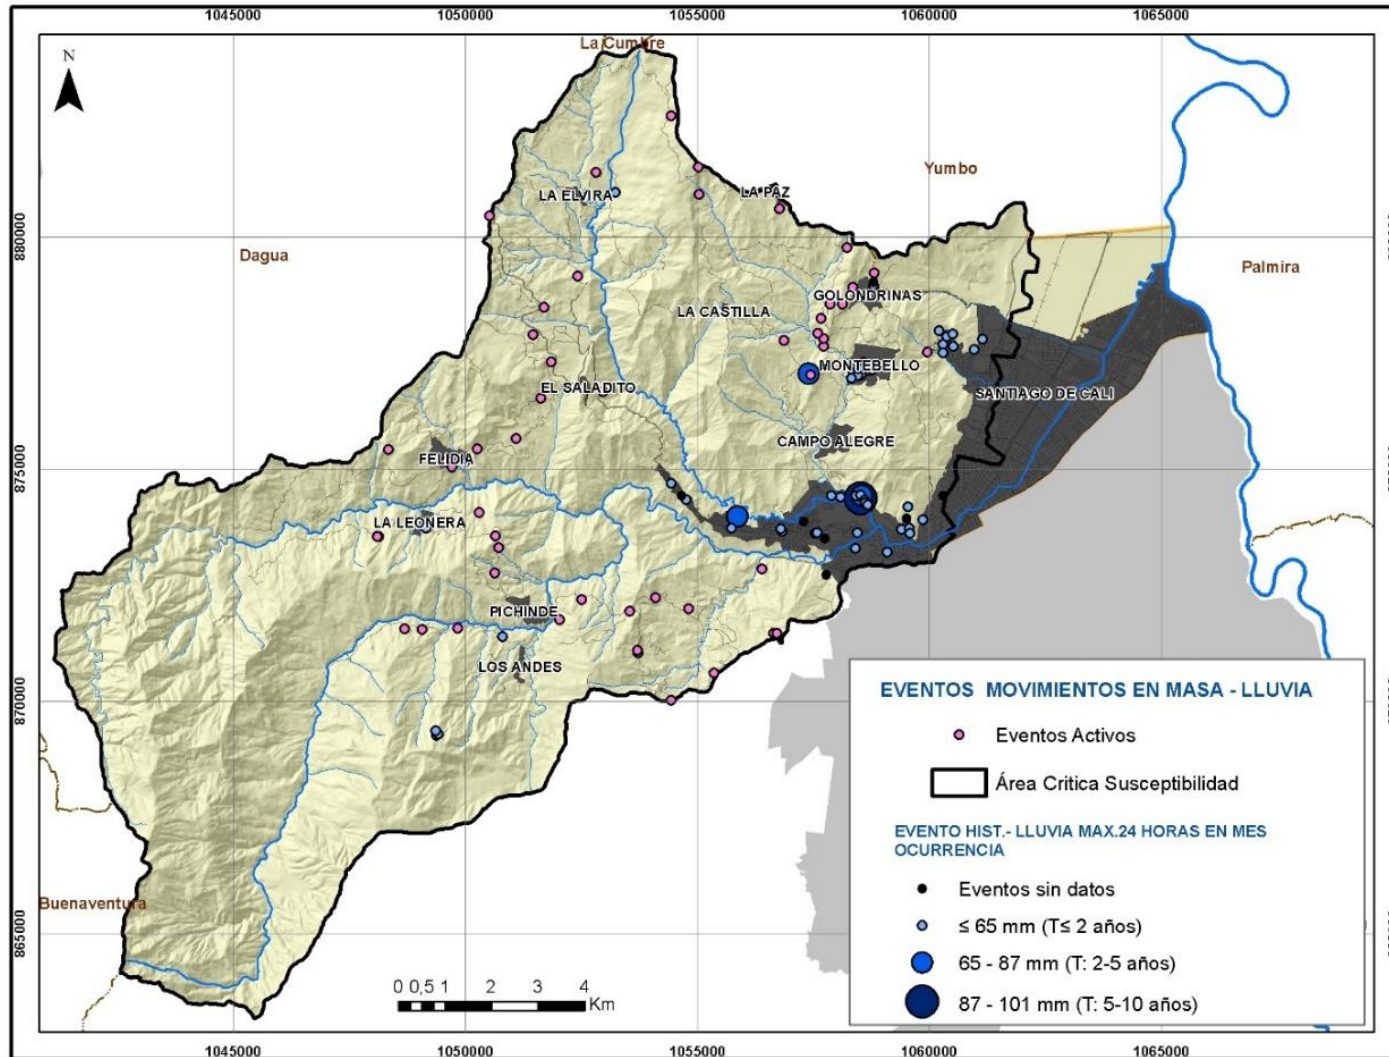 1045000 1050000 1055000 1060000 1065000
La Cumbre
N
Yumbo
LA ELVIRA
LA PAZ
880000
Dagua
Palmira
GOLONDRINAS
LA CASTILLA
MONTEBELLO
EL SALADITO
SANTIAGO DE CALI
CAMPO ALEGRE
FELIDIA
875000
LA LEONERA
PICHINDE
LOS ANDES
870000
EVENTOS MOVIMIENTOS EN MASA - LLUVIA
Eventos Activos
Área Critica Susceptibilidad
EVENTO HIST.- LLUVIA MAX.24 HORAS EN MES
OCURRENCIA
Eventos sin datos
≤ 65 mm (T≤ 2 años)
65 - 87 mm (T: 2-5 años)
87 - 101 mm (T: 5-10 años)
Buenaventura
865000
0 0,5 1 2 3 4
Km
1045000 1050000 1055000 1060000 1065000